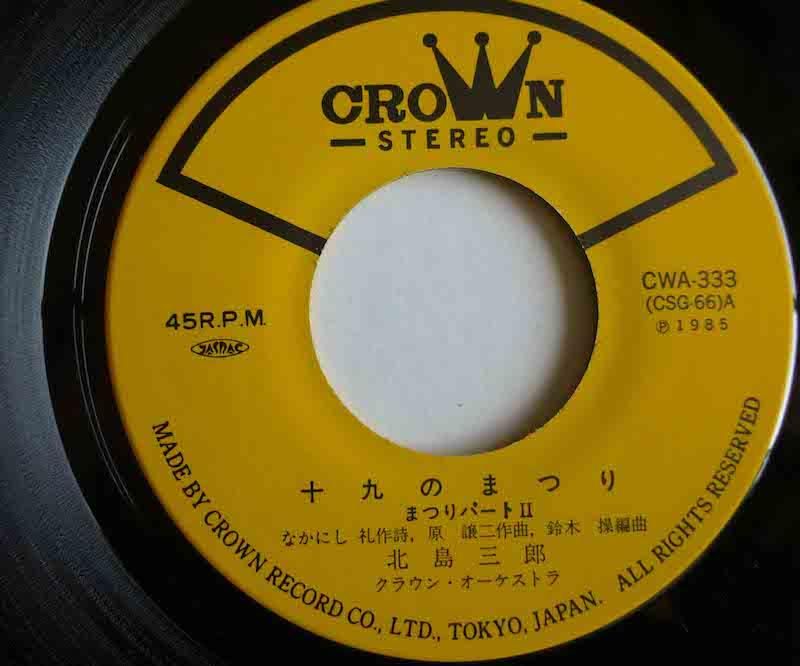 CROWN
STEREO
CWA-333
(CSG-66)A
Ⓟ1985
45R.P.M.
JASRAC
十九のまつり
まつりパートII
なかにし 礼作詩, 原 譲二作曲, 鈴木 操編曲
北島三郎
クラウン・オーケストラ
MADE BY CROWN RECORD CO., LTD., TOKYO, JAPAN. ALL RIGHTS RESERVED